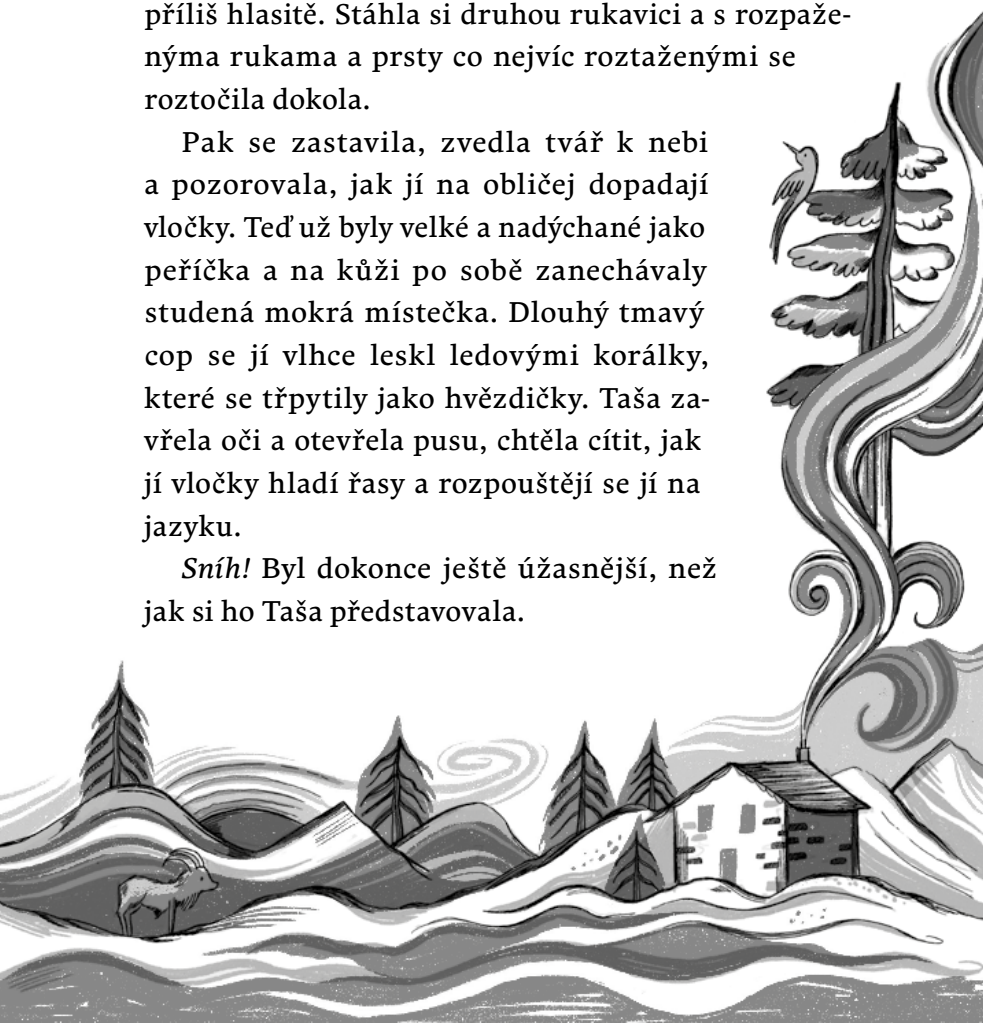 příliš hlasitě. Stáhla si druhou rukavici a s rozpaže-
nýma rukama a prsty co nejvíc roztaženými se
roztočila dokola.
Pak se zastavila, zvedla tvář k nebi
a pozorovala, jak jí na obličej dopadají
vločky. Teď už byly velké a nadýchané jako
peříčka a na kůži po sobě zanechávaly
studená mokrá místečka. Dlouhý tmavý
cop se jí vlhce leskl ledovými korálky,
které se třpytily jako hvězdičky. Taša za-
vřela oči a otevřela pusu, chtěla cítit, jak
jí vločky hladí řasy a rozpouštějí se jí na
jazyku.
Sníh! Byl dokonce ještě úžasnější, než
jak si ho Taša představovala.